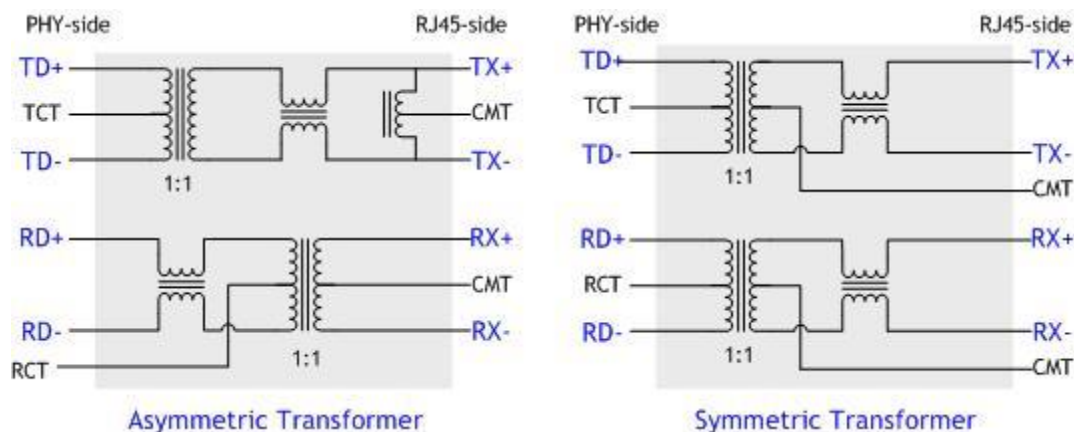 PHY-side
RJ45-side
TD+
TX+
TCT
CMT
TD-
TX-
1:1
RD+
RX+
CMT
RD-
RX-
RCT
1:1
Asymmetric Transformer
PHY-side
RJ45-side
TD+
TX+
TCT
TD-
TX-
1:1
CMT
RD+
RX+
RCT
RD-
RX-
1:1
CMT
Symmetric Transformer